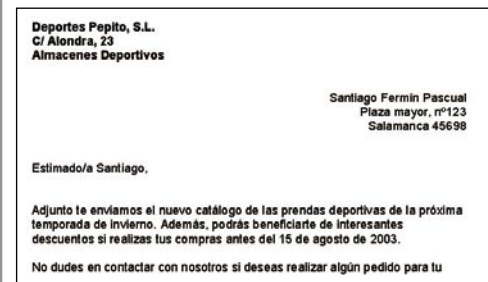 Deportes Pepito, S.L.
C/ Alondra, 23
Almacenes Deportivos
Santiago Fermín Pascual
Plaza mayor, nº123
Salamanca 45698
Estimado/a Santiago,
Adjunto te enviamos el nuevo catálogo de las prendas deportivas de la próxima
temporada de invierno. Además, podrás beneficiarte de interesantes
descuentos si realizas tus compras antes del 15 de agosto de 2003.
No dudes en contactar con nosotros si deseas realizar algún pedido para tu